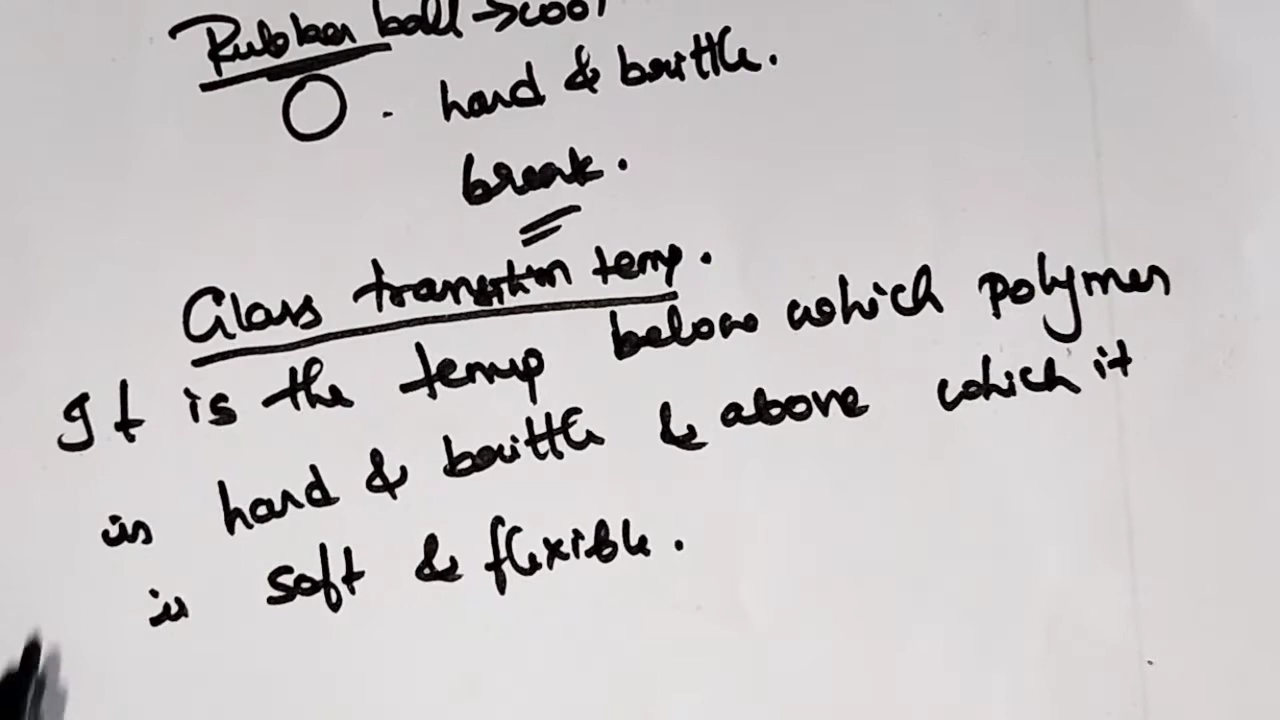 Rubber ball → cool
hard & brittle.
break.
Glass transition temp.
It is the temp below which polymer
is hard & brittle & above which it
is soft & flexible.